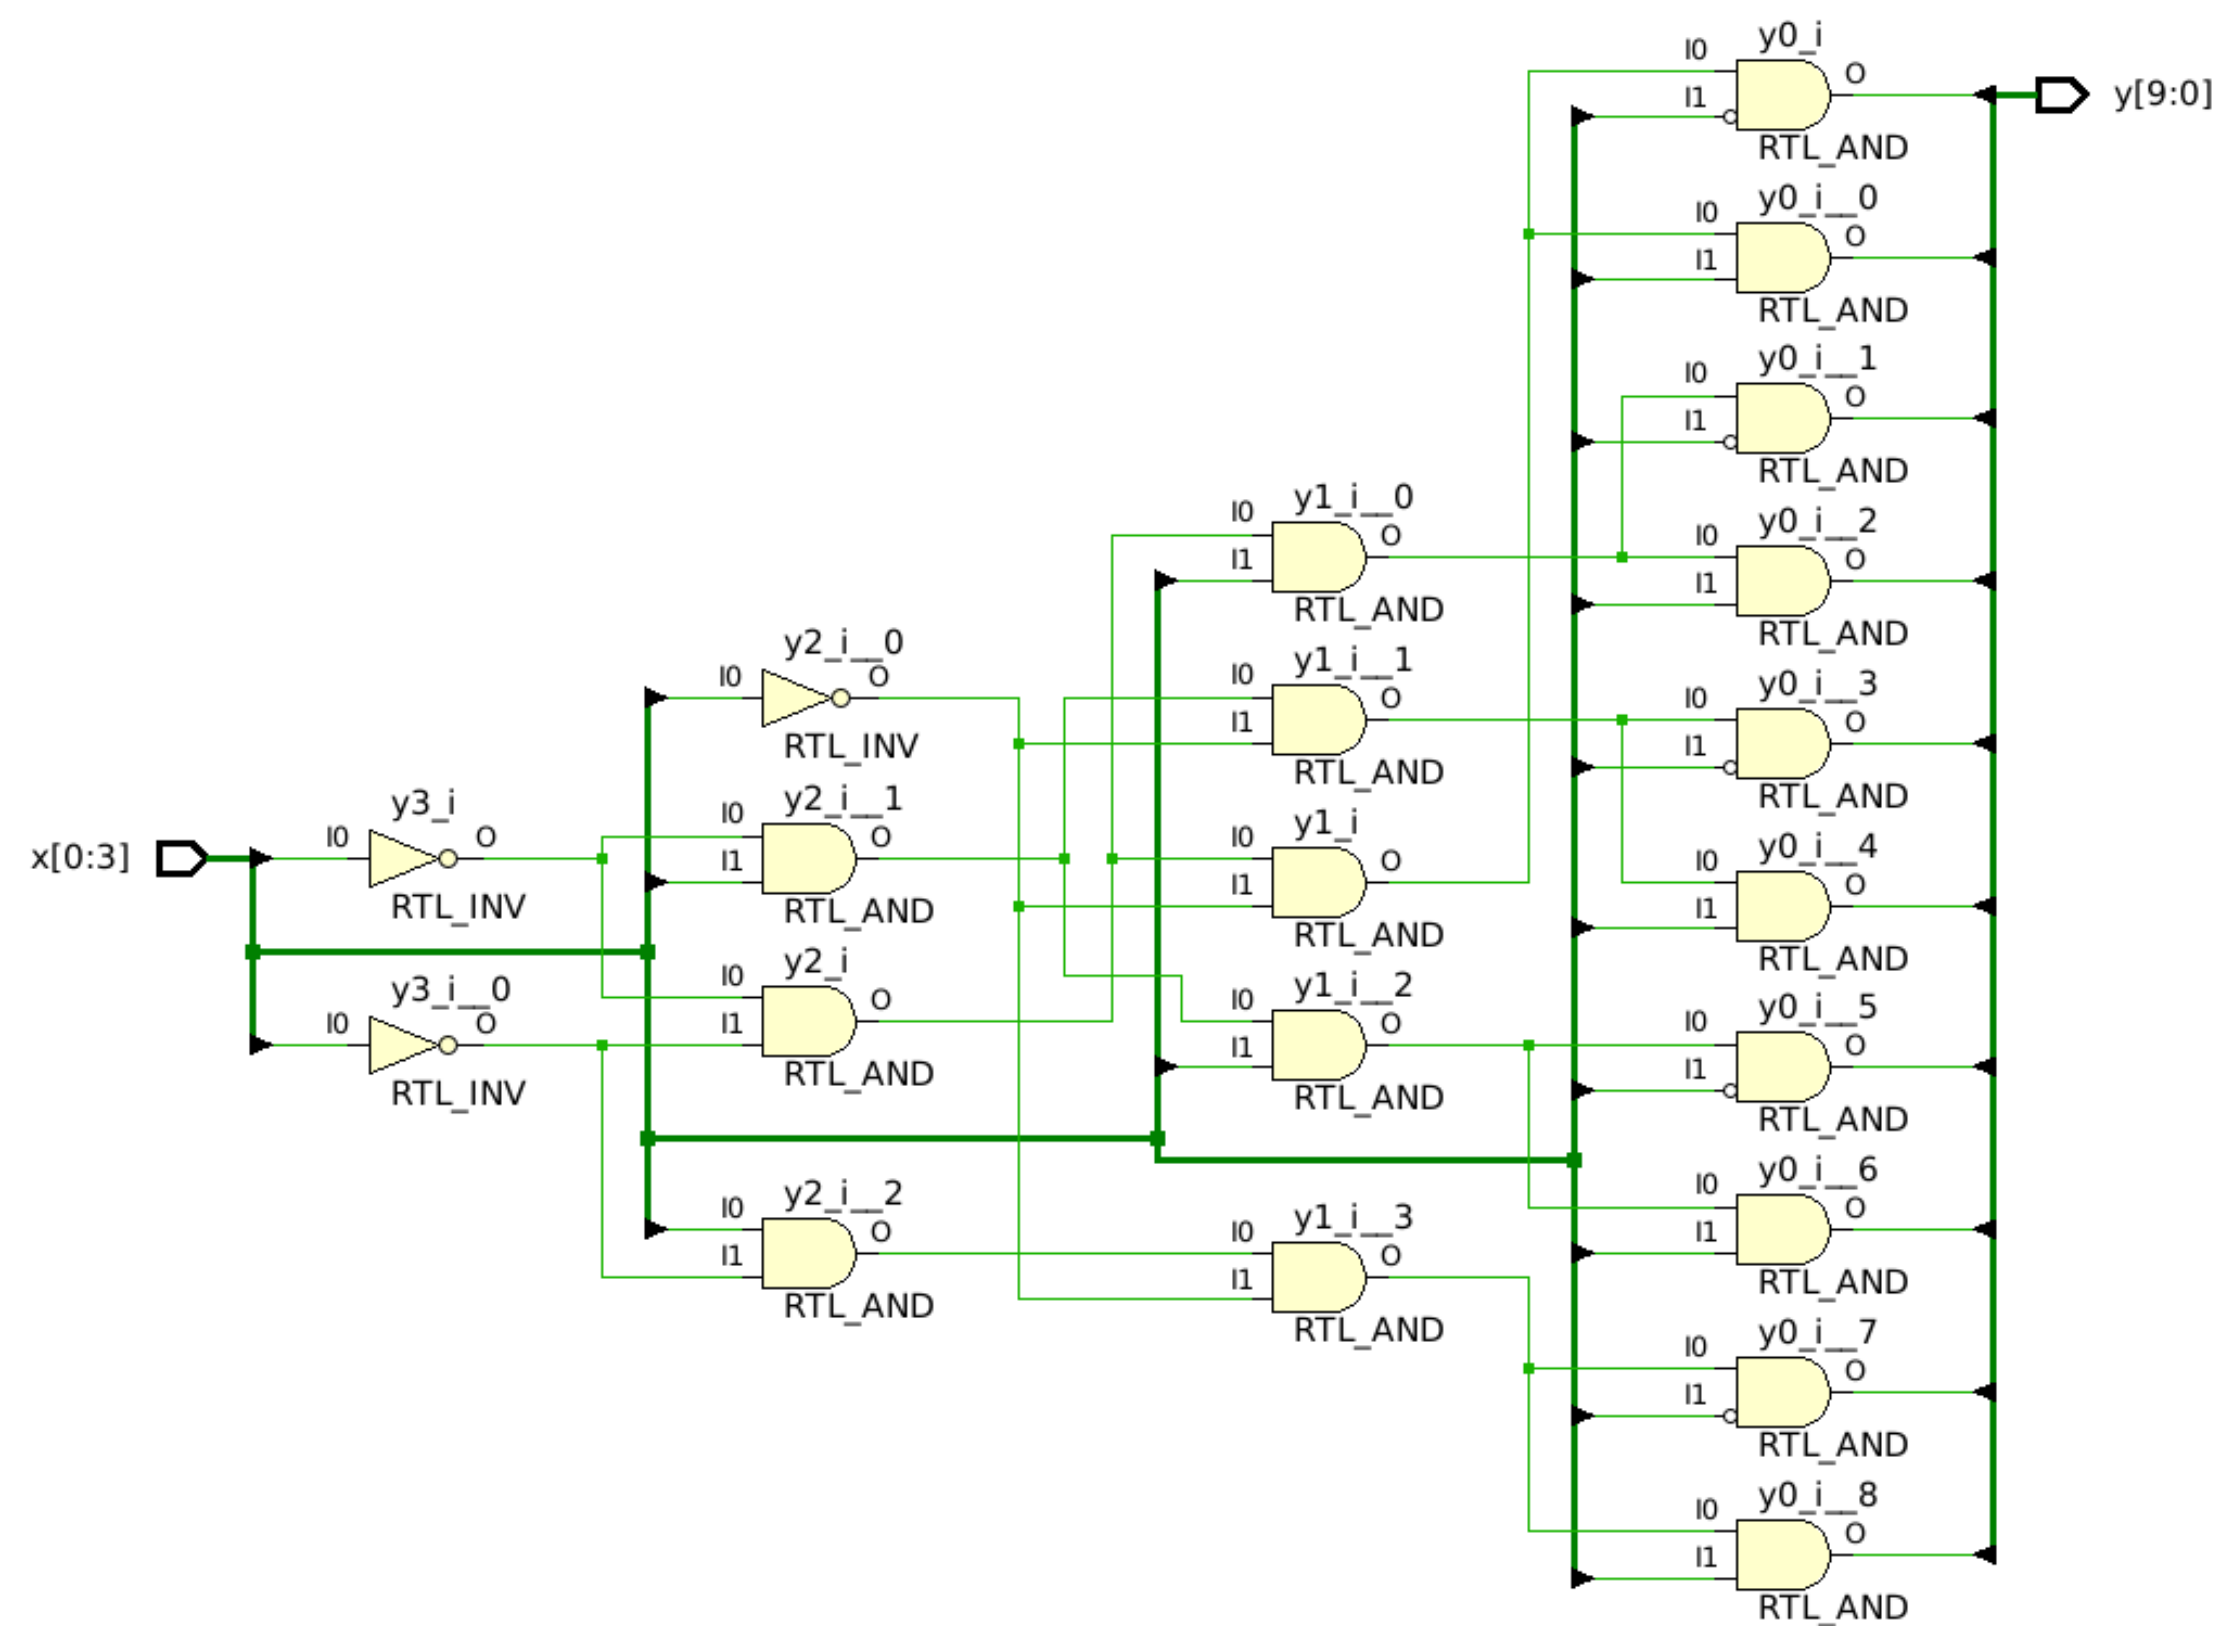 x[0:3]
y3_i
I0
O
RTL_INV
y3_i__0
I0
O
RTL_INV
y2_i__0
I0
O
RTL_INV
y2_i__1
I0
I1
O
RTL_AND
y2_i
I0
I1
O
RTL_AND
y2_i__2
I0
I1
O
RTL_AND
y1_i__0
I0
I1
O
RTL_AND
y1_i__1
I0
I1
O
RTL_AND
y1_i
I0
I1
O
RTL_AND
y1_i__2
I0
I1
O
RTL_AND
y1_i__3
I0
I1
O
RTL_AND
y0_i
I0
I1
O
RTL_AND
y0_i__0
I0
I1
O
RTL_AND
y0_i__1
I0
I1
O
RTL_AND
y0_i__2
I0
I1
O
RTL_AND
y0_i__3
I0
I1
O
RTL_AND
y0_i__4
I0
I1
O
RTL_AND
y0_i__5
I0
I1
O
RTL_AND
y0_i__6
I0
I1
O
RTL_AND
y0_i__7
I0
I1
O
RTL_AND
y0_i__8
I0
I1
O
RTL_AND
y[9:0]